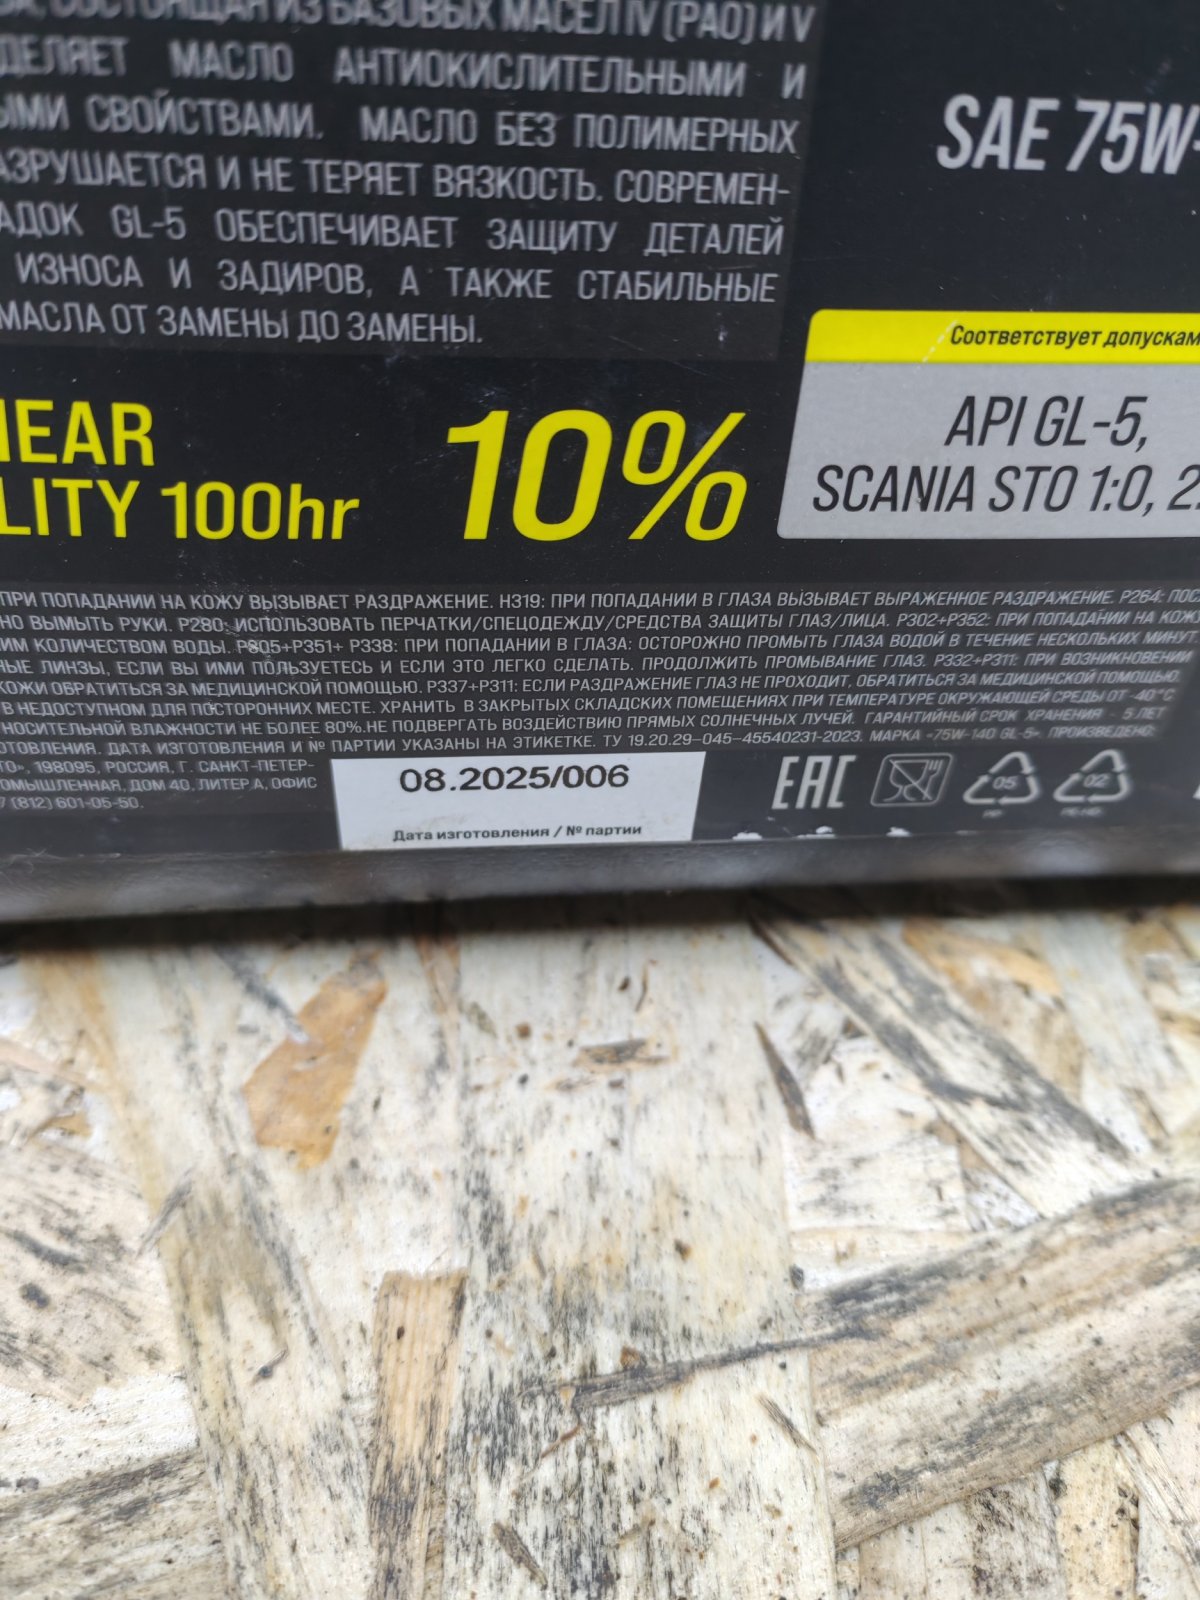 СОСТОЯЩАЯ ИЗ БАЗОВЫХ МАСЕЛ IV (PAO) И V
ДЕЛЯЕТ МАСЛО АНТИОКИСЛИТЕЛЬНЫМИ И
ЫМИ СВОЙСТВАМИ. МАСЛО БЕЗ ПОЛИМЕРНЫХ
АЗРУШАЕТСЯ И НЕ ТЕРЯЕТ ВЯЗКОСТЬ. СОВРЕМЕН-
АДОК GL-5 ОБЕСПЕЧИВАЕТ ЗАЩИТУ ДЕТАЛЕЙ
ИЗНОСА И ЗАДИРОВ, А ТАКЖЕ СТАБИЛЬНЫЕ
МАСЛА ОТ ЗАМЕНЫ ДО ЗАМЕНЫ.
SAE 75W-
Соответствует допускам
API GL-5,
SCANIA STO 1:0, 2
HEAR
LITY 100hr
10%
ПРИ ПОПАДАНИИ НА КОЖУ ВЫЗЫВАЕТ РАЗДРАЖЕНИЕ. H319: ПРИ ПОПАДАНИИ В ГЛАЗА ВЫЗЫВАЕТ ВЫРАЖЕННОЕ РАЗДРАЖЕНИЕ. P264: ПОС
НО ВЫМЫТЬ РУКИ. P280: ИСПОЛЬЗОВАТЬ ПЕРЧАТКИ/СПЕЦОДЕЖДУ/СРЕДСТВА ЗАЩИТЫ ГЛАЗ/ЛИЦА. P302+P352: ПРИ ПОПАДАНИИ НА КОЖ
ИМ КОЛИЧЕСТВОМ ВОДЫ. P305+P351+ P338: ПРИ ПОПАДАНИИ В ГЛАЗА: ОСТОРОЖНО ПРОМЫТЬ ГЛАЗА ВОДОЙ В ТЕЧЕНИЕ НЕСКОЛЬКИХ МИНУТ
НЫЕ ЛИНЗЫ, ЕСЛИ ВЫ ИМИ ПОЛЬЗУЕТЕСЬ И ЕСЛИ ЭТО ЛЕГКО СДЕЛАТЬ. ПРОДОЛЖИТЬ ПРОМЫВАНИЕ ГЛАЗ. P332+P311: ПРИ ВОЗНИКНОВЕНИИ
КОЖИ ОБРАТИТЬСЯ ЗА МЕДИЦИНСКОЙ ПОМОЩЬЮ. P337+P311: ЕСЛИ РАЗДРАЖЕНИЕ ГЛАЗ НЕ ПРОХОДИТ, ОБРАТИТЬСЯ ЗА МЕДИЦИНСКОЙ ПОМОЩЬЮ.
В НЕДОСТУПНОМ ДЛЯ ПОСТОРОННИХ МЕСТЕ. ХРАНИТЬ В ЗАКРЫТЫХ СКЛАДСКИХ ПОМЕЩЕНИЯХ ПРИ ТЕМПЕРАТУРЕ ОКРУЖАЮЩЕЙ СРЕДЫ ОТ -40°С
НОСИТЕЛЬНОЙ ВЛАЖНОСТИ НЕ БОЛЕЕ 80%.НЕ ПОДВЕРГАТЬ ВОЗДЕЙСТВИЮ ПРЯМЫХ СОЛНЕЧНЫХ ЛУЧЕЙ. ГАРАНТИЙНЫЙ СРОК ХРАНЕНИЯ - 5 ЛЕТ
ОТОВЛЕНИЯ. ДАТА ИЗГОТОВЛЕНИЯ И № ПАРТИИ УКАЗАНЫ НА ЭТИКЕТКЕ. ТУ 19.20.29-045-45540231-2023. МАРКА «75W-140 GL-5». ПРОИЗВЕДЕНО:
ТО», 198095, РОССИЯ, Г. САНКТ-ПЕТЕР-
ОМЫШЛЕННАЯ, ДОМ 40, ЛИТЕР А, ОФИС
7 (812) 601-05-50.
08.2025/006
Дата изготовления / № партии
EAC
05
02